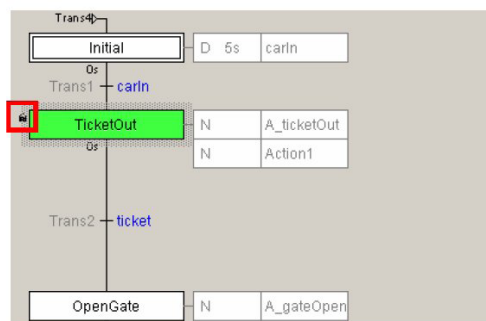 Trans4
Initial D 5s carIn
0s
Trans1 carIn
TicketOut N A_ticketOut
0s N Action1
Trans2 ticket
OpenGate N A_gateOpen